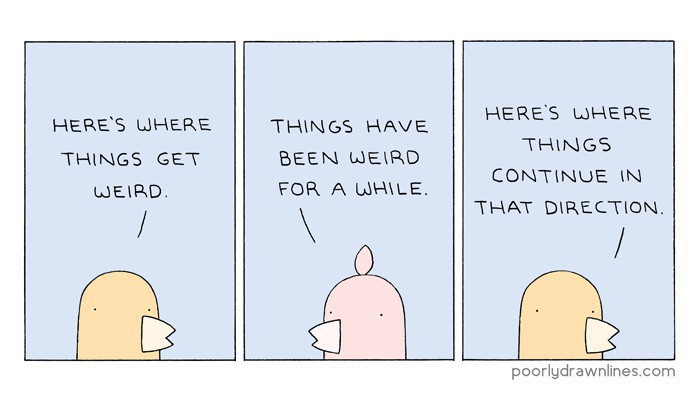 HERE'S WHERE
THINGS GET
WEIRD.
THINGS HAVE
BEEN WEIRD
FOR A WHILE.
HERE'S WHERE
THINGS
CONTINUE IN
THAT DIRECTION.
poorlydrawnlines.com